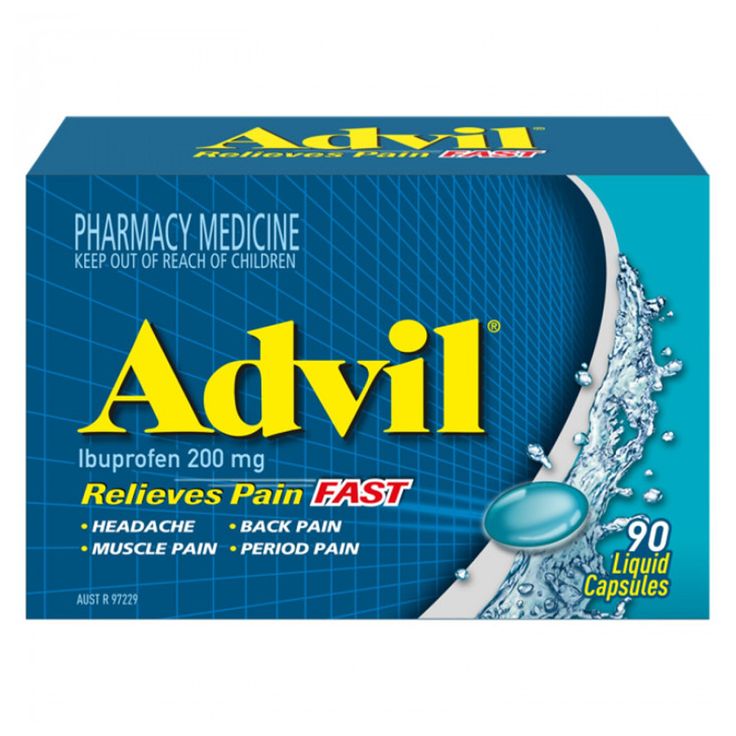 Advil™
Relieves Pain FAST
PHARMACY MEDICINE
KEEP OUT OF REACH OF CHILDREN
Advil®
Ibuprofen 200 mg
Relieves Pain FAST
• HEADACHE • BACK PAIN
• MUSCLE PAIN • PERIOD PAIN
90
Liquid
Capsules
AUST R 97229